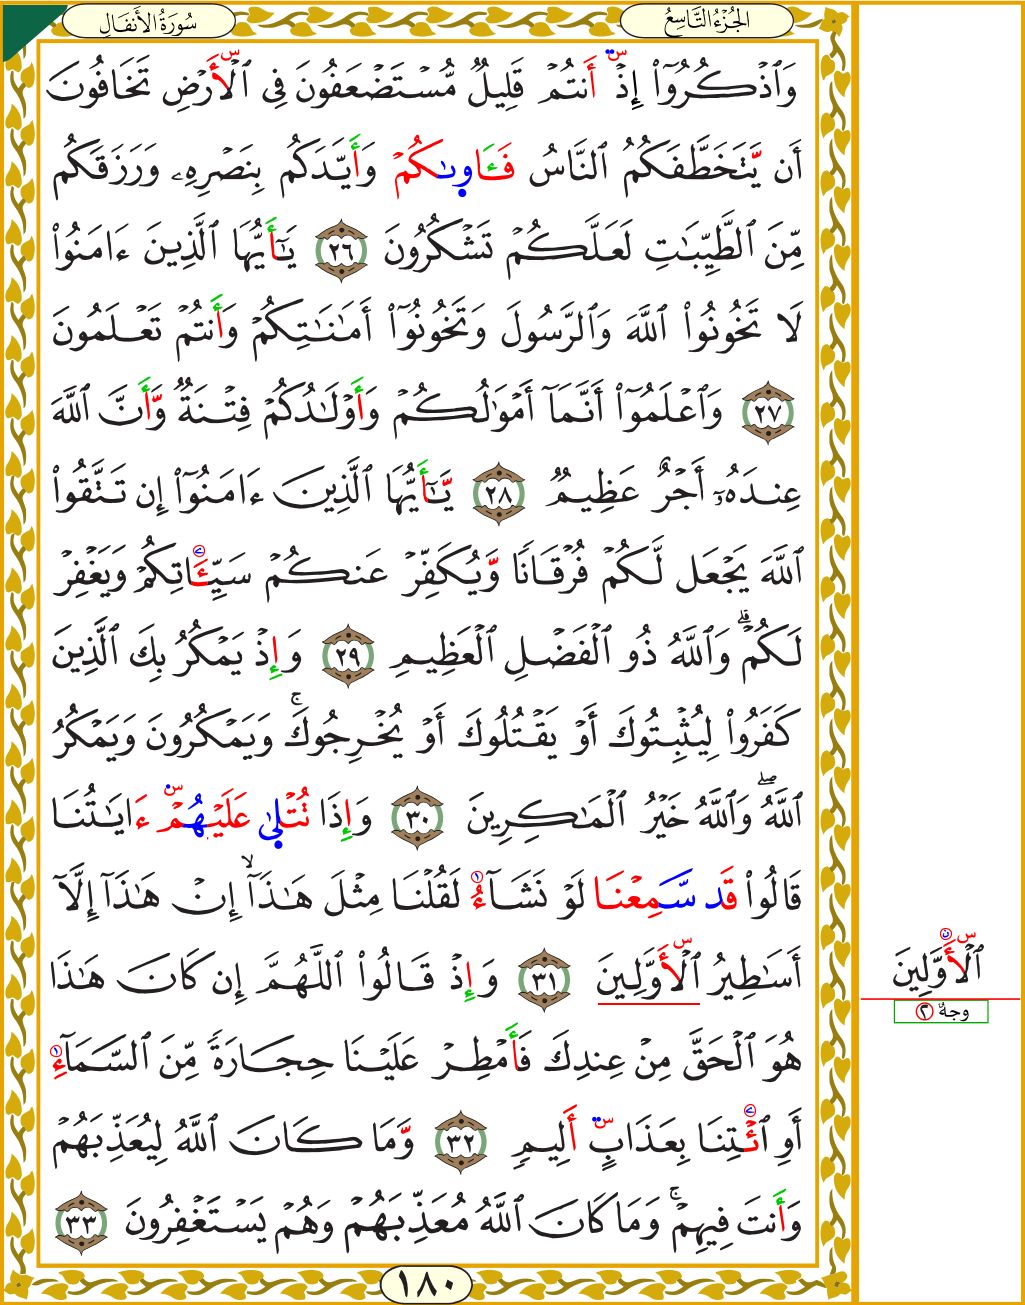 سُورَةُ الأَنفَالِ
الجُزْءُ التَّاسِعُ
وَٱذْكُرُوٓا۟ إِذْ أَنتُمْ قَلِيلٌ مُّسْتَضْعَفُونَ فِى ٱلْأَرْضِ تَخَافُونَ
أَن يَتَخَطَّفَكُمُ ٱلنَّاسُ فَـَٔاوَىٰكُمْ وَأَيَّدَكُم بِنَصْرِهِۦ وَرَزَقَكُم
مِّنَ ٱلطَّيِّبَـٰتِ لَعَلَّكُمْ تَشْكُرُونَ ٢٦ يَـٰٓأَيُّهَا ٱلَّذِينَ ءَامَنُوا۟
لَا تَخُونُوا۟ ٱللَّهَ وَٱلرَّسُولَ وَتَخُونُوٓا۟ أَمَـٰنَـٰتِكُمْ وَأَنتُمْ تَعْلَمُونَ
٢٧ وَٱعْلَمُوٓا۟ أَنَّمَآ أَمْوَٰلُكُمْ وَأَوْلَـٰدُكُمْ فِتْنَةٌ وَأَنَّ ٱللَّهَ
عِندَهُۥٓ أَجْرٌ عَظِيمٌ ٢٨ يَـٰٓأَيُّهَا ٱلَّذِينَ ءَامَنُوٓا۟ إِن تَتَّقُوا۟
ٱللَّهَ يَجْعَل لَّكُمْ فُرْقَانًا وَيُكَفِّرْ عَنكُمْ سَيِّـَٔاتِكُمْ وَيَغْفِرْ
لَكُمْ ۗ وَٱللَّهُ ذُو ٱلْفَضْلِ ٱلْعَظِيمِ ٢٩ وَإِذْ يَمْكُرُ بِكَ ٱلَّذِينَ
كَفَرُوا۟ لِيُثْبِتُوكَ أَوْ يَقْتُلُوكَ أَوْ يُخْرِجُوكَ ۚ وَيَمْكُرُونَ وَيَمْكُرُ
ٱللَّهُ ۖ وَٱللَّهُ خَيْرُ ٱلْمَـٰكِرِينَ ٣٠ وَإِذَا تُتْلَىٰ عَلَيْهُمْ ءَايَـٰتُنَا
قَالُوا۟ قَد سَّمِعْنَا لَوْ نَشَآءُ لَقُلْنَا مِثْلَ هَـٰذَآ ۙ إِنْ هَـٰذَآ إِلَّآ
أَسَـٰطِيرُ ٱلْأَوَّلِينَ ٣١ وَإِذْ قَالُوا۟ ٱللَّهُمَّ إِن كَانَ هَـٰذَا
هُوَ ٱلْحَقَّ مِنْ عِندِكَ فَأَمْطِرْ عَلَيْنَا حِجَارَةً مِّنَ ٱلسَّمَآءِ
أَوِ ٱئْتِنَا بِعَذَابٍ أَلِيمٍ ٣٢ وَمَا كَانَ ٱللَّهُ لِيُعَذِّبَهُمْ
وَأَنتَ فِيهِمْ ۚ وَمَا كَانَ ٱللَّهُ مُعَذِّبَهُمْ وَهُمْ يَسْتَغْفِرُونَ ٣٣
ٱلْأَوَّلِينَ
وجهٌ ٢
١٨٠